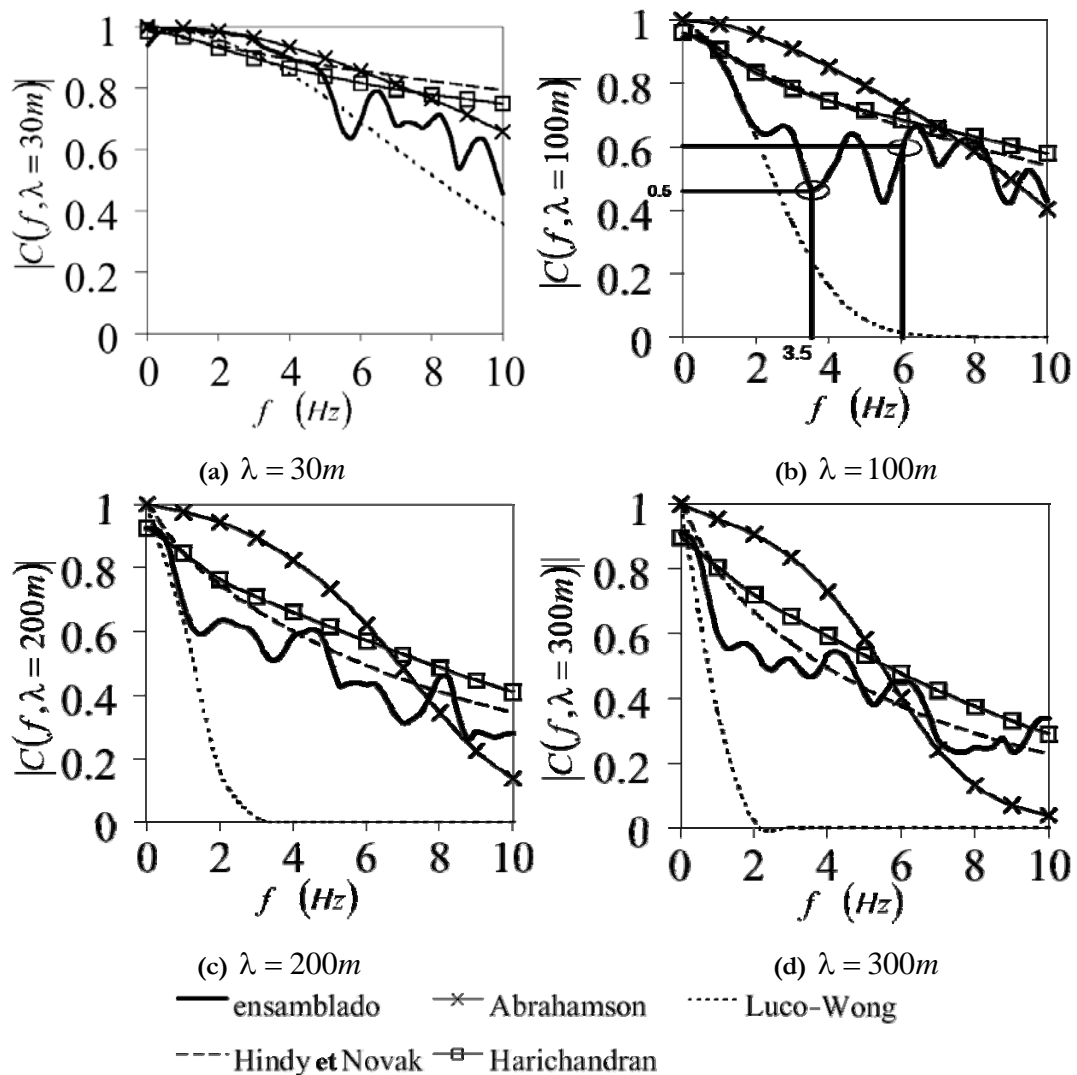 |C(f, λ = 30m)|
1
0.8
0.6
0.4
0.2
0
0 2 4 6 8 10
f (Hz)
(a) λ = 30m
|C(f, λ = 100m)|
1
0.8
0.6
0.5
0.4
0.2
0
3.5
0 2 4 6 8 10
f (Hz)
(b) λ = 100m
|C(f, λ = 200m)|
1
0.8
0.6
0.4
0.2
0
0 2 4 6 8 10
f (Hz)
(c) λ = 200m
|C(f, λ = 300m)||
1
0.8
0.6
0.4
0.2
0
0 2 4 6 8 10
f (Hz)
(d) λ = 300m
ensamblado Abrahamson Luco-Wong
Hindy et Novak Harichandran